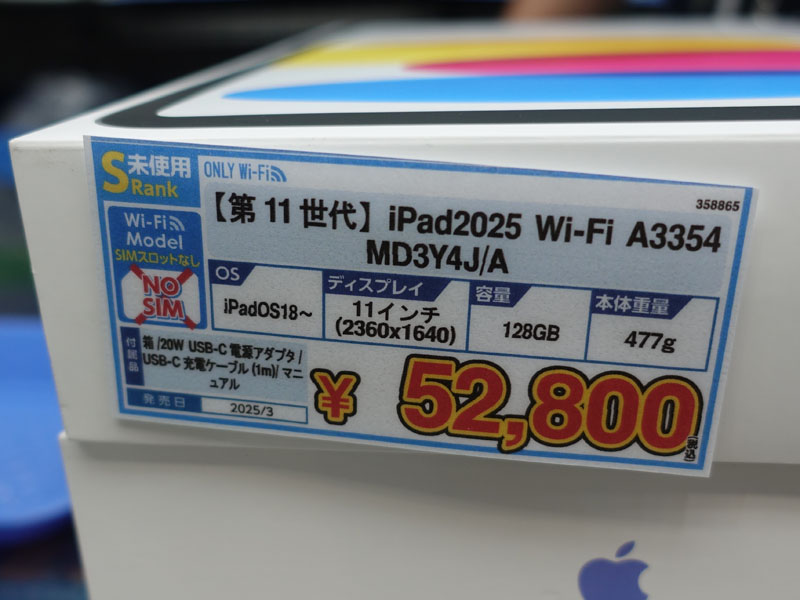 S 未使用
Rank
ONLY Wi-Fi
358865
【第11世代】iPad2025 Wi-Fi A3354
MD3Y4J/A
Wi-Fi
Model
SIMスロットなし
NO
SIM
OS
iPadOS18～
ディスプレイ
11インチ
(2360x1640)
容量
128GB
本体重量
477g
付属品
箱/20W USB-C電源アダプタ/
USB-C 充電ケーブル(1m)/マニ
ュアル
発売日
2025/3
¥ 52,800
(税込)